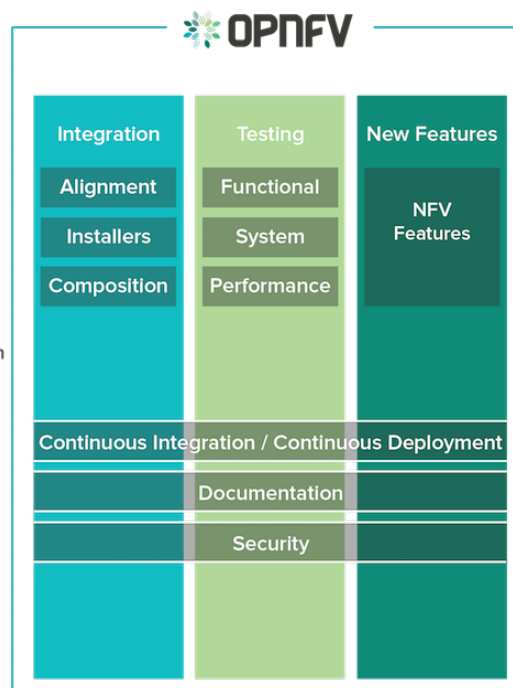 OPNFV
Integration
Alignment
Installers
Composition
Testing
Functional
System
Performance
New Features
NFV
Features
Continuous Integration / Continuous Deployment
Documentation
Security